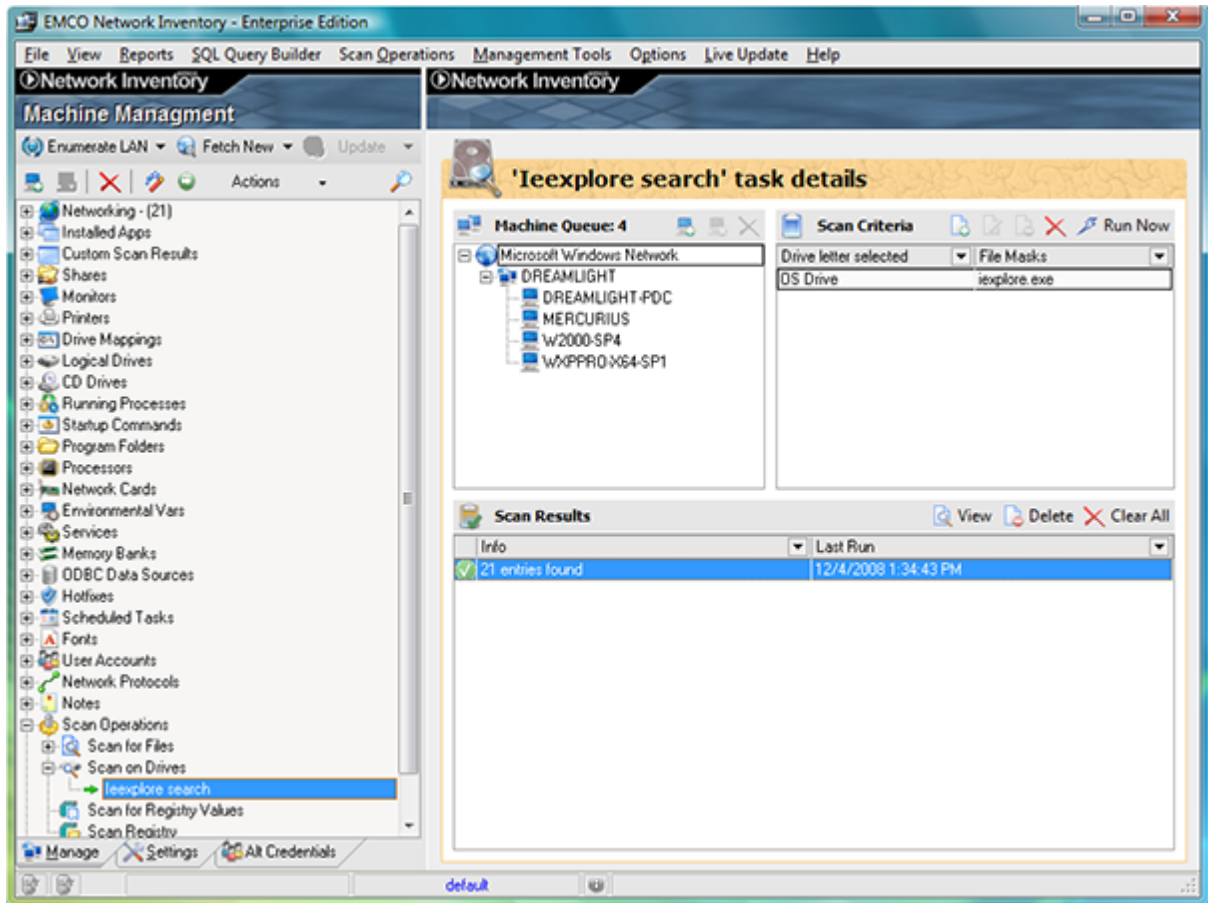 EMCO Network Inventory - Enterprise Edition
File View Reports SQL Query Builder Scan Operations Management Tools Options Live Update Help
Network Inventory
Machine Managment
Enumerate LAN Fetch New Update
Actions
Networking - (21)
Installed Apps
Custom Scan Results
Shares
Monitors
Printers
Drive Mappings
Logical Drives
CD Drives
Running Processes
Startup Commands
Program Folders
Processors
Network Cards
Environmental Vars
Services
Memory Banks
ODBC Data Sources
Hotfixes
Scheduled Tasks
Fonts
User Accounts
Network Protocols
Notes
Scan Operations
Scan for Files
Scan on Drives
Ieexplore search
Scan for Registry Values
Scan Registry
Manage Settings Alt Credentials
Network Inventory
'Ieexplore search' task details
Machine Queue: 4
Microsoft Windows Network
DREAMLIGHT
DREAMLIGHT-PDC
MERCURIUS
W2000-SP4
WXPPRO-X64-SP1
Scan Criteria Run Now
Drive letter selected File Masks
OS Drive iexplore.exe
Scan Results View Delete Clear All
Info Last Run
21 entries found 12/4/2008 1:34:43 PM
default